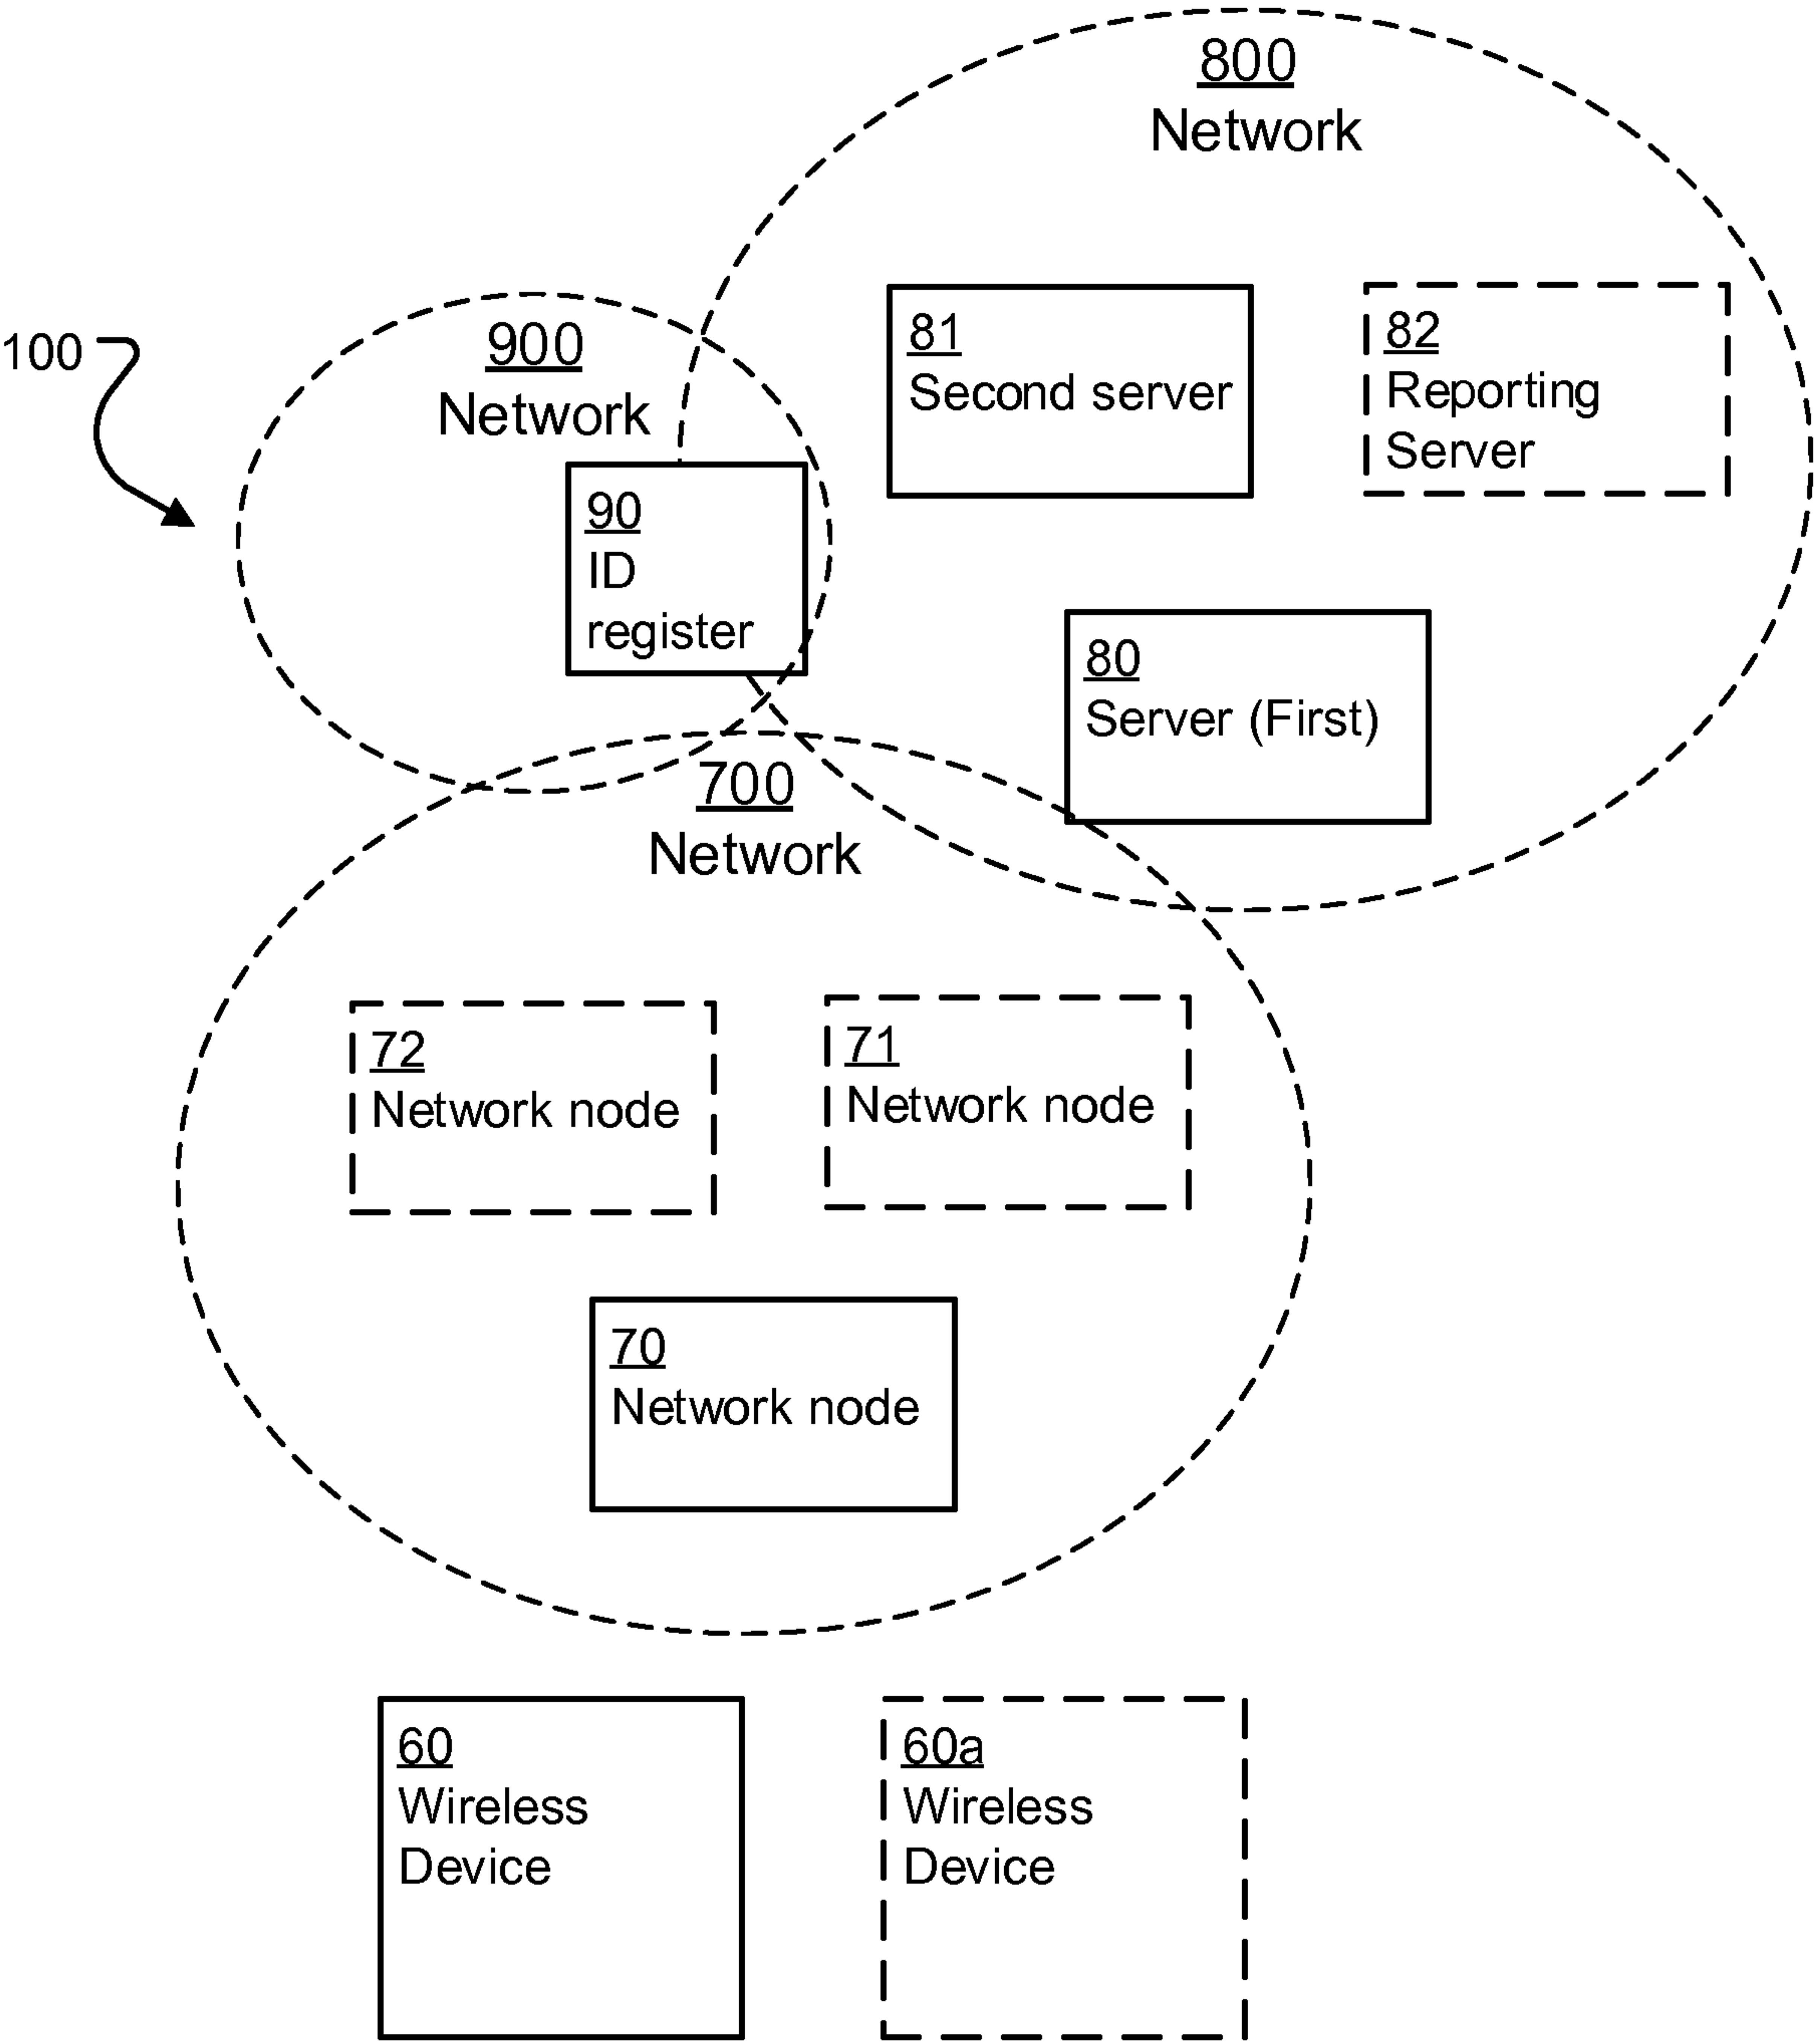 800
Network
100
900
Network
81
Second server
82
Reporting
Server
90
ID
register
80
Server (First)
700
Network
72
Network node
71
Network node
70
Network node
60
Wireless
Device
60a
Wireless
Device